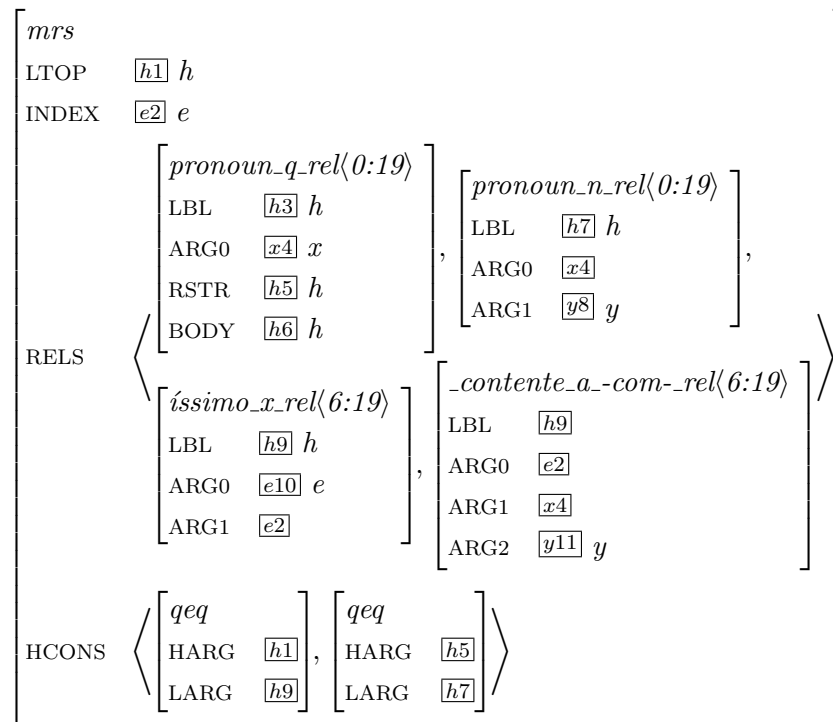 mrs
LTOP h1 h
INDEX e2 e
RELS
pronoun_q_rel⟨0:19⟩
LBL h3 h
ARG0 x4 x
RSTR h5 h
BODY h6 h
,
pronoun_n_rel⟨0:19⟩
LBL h7 h
ARG0 x4
ARG1 y8 y
,
íssimo_x_rel⟨6:19⟩
LBL h9 h
ARG0 e10 e
ARG1 e2
,
_contente_a_-com-_rel⟨6:19⟩
LBL h9
ARG0 e2
ARG1 x4
ARG2 y11 y
HCONS
qeq
HARG h1
LARG h9
,
qeq
HARG h5
LARG h7